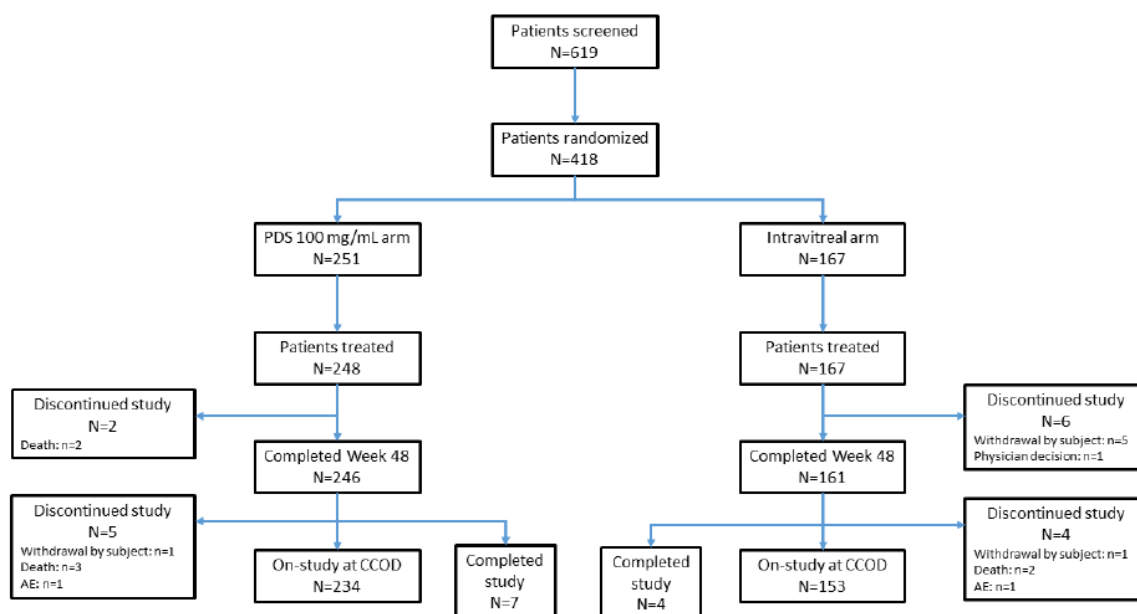 Patients screened
N=619
Patients randomized
N=418
PDS 100 mg/mL arm
N=251
Intravitreal arm
N=167
Patients treated
N=248
Patients treated
N=167
Discontinued study
N=2
Death: n=2
Discontinued study
N=6
Withdrawal by subject: n=5
Physician decision: n=1
Completed Week 48
N=246
Completed Week 48
N=161
Discontinued study
N=5
Withdrawal by subject: n=1
Death: n=3
AE: n=1
On-study at CCOD
N=234
Completed
study
N=7
Completed
study
N=4
On-study at CCOD
N=153
Discontinued study
N=4
Withdrawal by subject: n=1
Death: n=2
AE: n=1